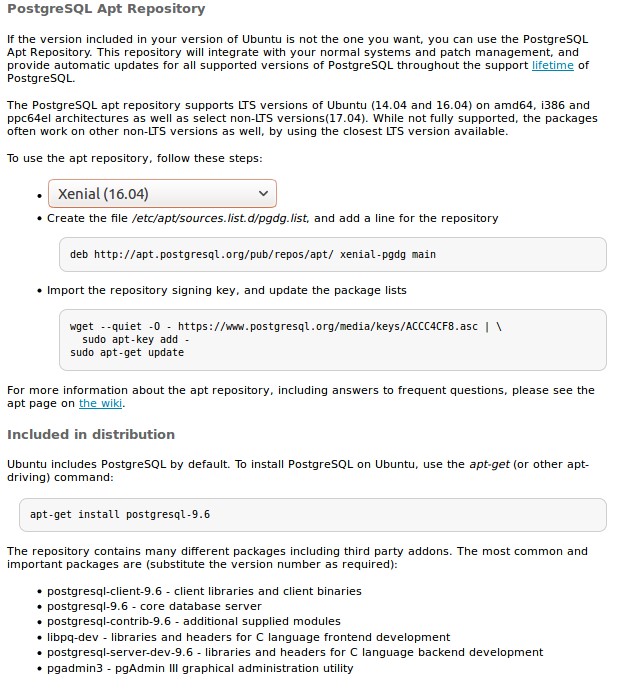 PostgreSQL Apt Repository
If the version included in your version of Ubuntu is not the one you want, you can use the PostgreSQL
Apt Repository. This repository will integrate with your normal systems and patch management, and
provide automatic updates for all supported versions of PostgreSQL throughout the support lifetime of
PostgreSQL.
The PostgreSQL apt repository supports LTS versions of Ubuntu (14.04 and 16.04) on amd64, i386 and
ppc64el architectures as well as select non-LTS versions(17.04). While not fully supported, the packages
often work on other non-LTS versions as well, by using the closest LTS version available.
To use the apt repository, follow these steps:
• Xenial (16.04)
• Create the file /etc/apt/sources.list.d/pgdg.list, and add a line for the repository
deb http://apt.postgresql.org/pub/repos/apt/ xenial-pgdg main
• Import the repository signing key, and update the package lists
wget --quiet -O - https://www.postgresql.org/media/keys/ACCC4CF8.asc | \
sudo apt-key add -
sudo apt-get update
For more information about the apt repository, including answers to frequent questions, please see the
apt page on the wiki.
Included in distribution
Ubuntu includes PostgreSQL by default. To install PostgreSQL on Ubuntu, use the apt-get (or other apt-
driving) command:
apt-get install postgresql-9.6
The repository contains many different packages including third party addons. The most common and
important packages are (substitute the version number as required):
• postgresql-client-9.6 - client libraries and client binaries
• postgresql-9.6 - core database server
• postgresql-contrib-9.6 - additional supplied modules
• libpq-dev - libraries and headers for C language frontend development
• postgresql-server-dev-9.6 - libraries and headers for C language backend development
• pgadmin3 - pgAdmin III graphical administration utility